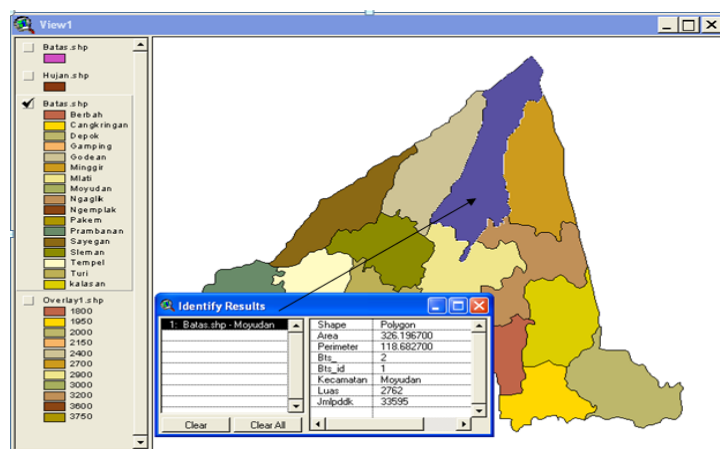 View1
Batas.shp
Hujan.shp
Batas.shp
Berbah
Cangkringan
Depok
Gamping
Godean
Minggir
Mlati
Moyudan
Ngaglik
Ngemplak
Pakem
Prambanan
Sayegan
Sleman
Tempel
Turi
kalasan
Overlay1.shp
1800
1950
2000
2150
2400
2700
2900
3000
3200
3600
3750
Identify Results
1: Batas.shp - Moyudan
Shape Polygon
Area 326.196700
Perimeter 118.682700
Bts_ 2
Bts_id 1
Kecamatan Moyudan
Luas 2762
Jmlpddk 33595
Clear Clear All